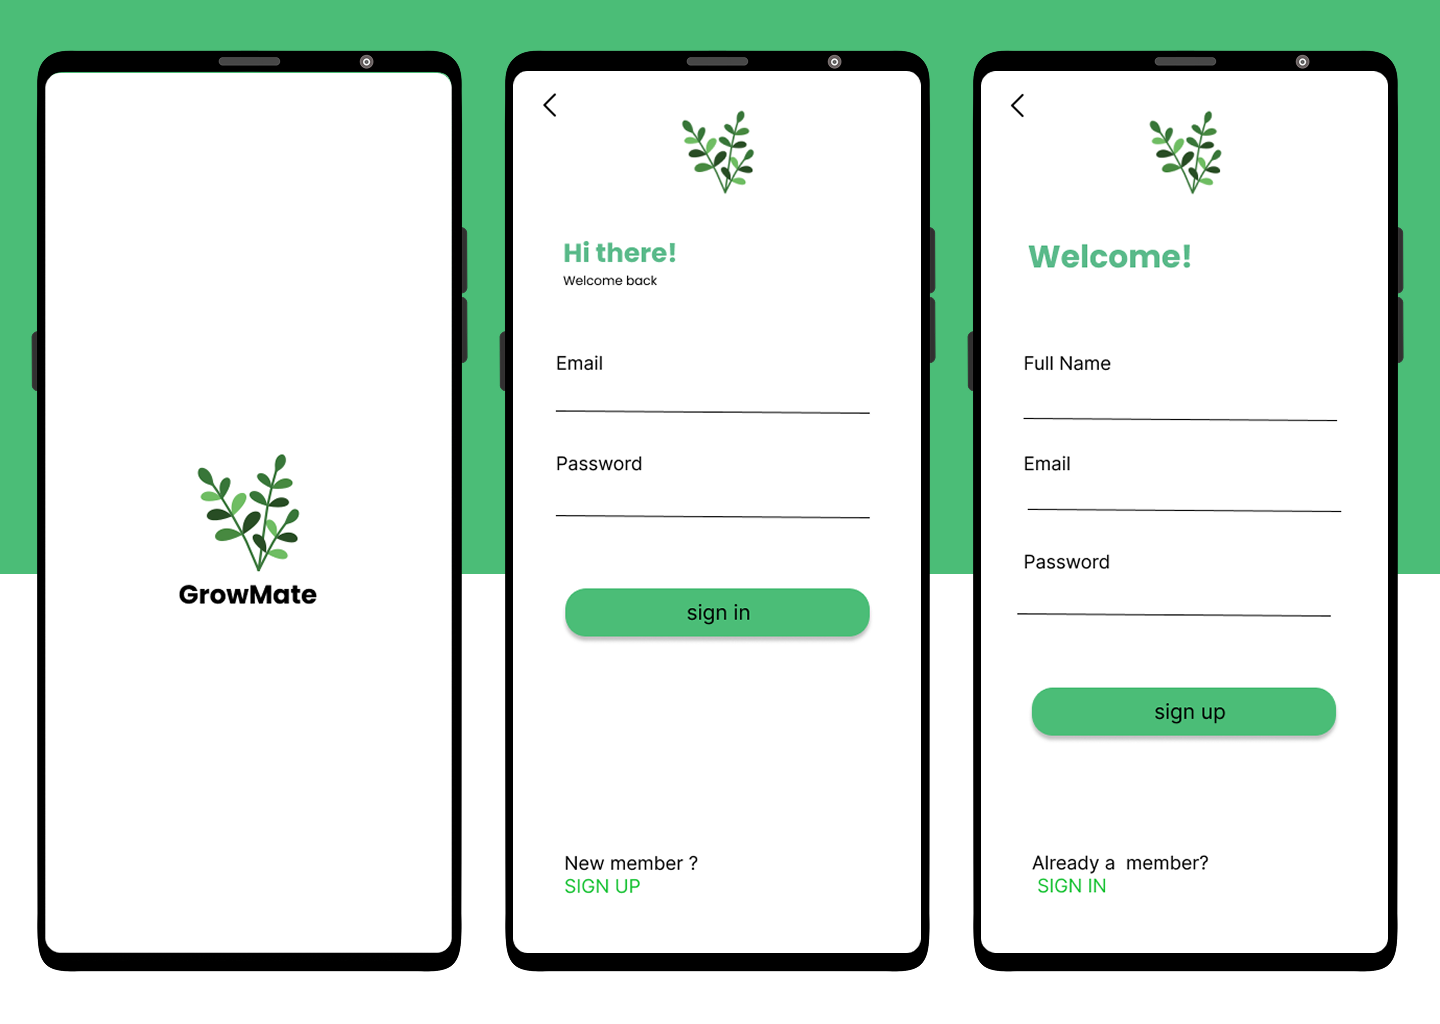 GrowMate
Hi there!
Welcome back
Email
Password
sign in
New member ?
SIGN UP
Welcome!
Full Name
Email
Password
sign up
Already a  member?
SIGN IN